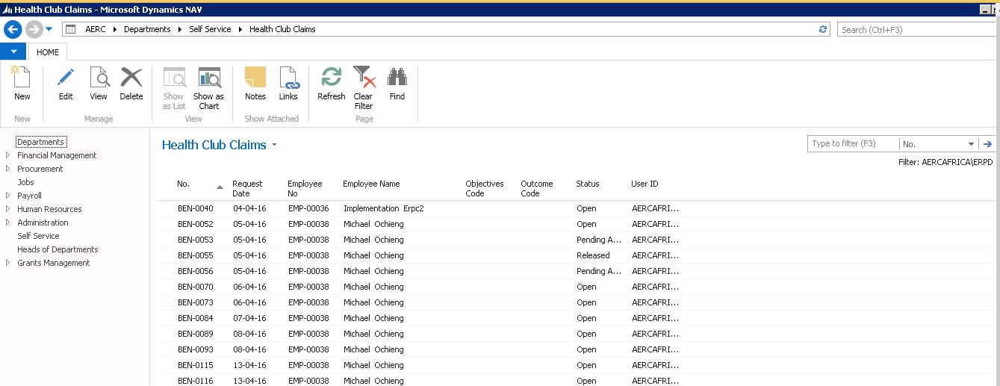 Health Club Claims - Microsoft Dynamics NAV
AERC Departments Self Service Health Club Claims
Search (Ctrl+F3)
HOME
New Edit View Delete Show as List Show as Chart Notes Links Refresh Clear Filter Find
New Manage View Show Attached Page
Departments
Financial Management
Procurement
Jobs
Payroll
Human Resources
Administration
Self Service
Heads of Departments
Grants Management
Health Club Claims
Type to filter (F3) No.
Filter: AERCAFRICA\ERPD
No. Request Date Employee No Employee Name Objectives Code Outcome Code Status User ID
BEN-0040 04-04-16 EMP-00036 Implementation Erpc2 Open AERCAFRI...
BEN-0052 05-04-16 EMP-00038 Michael Ochieng Open AERCAFRI...
BEN-0053 05-04-16 EMP-00038 Michael Ochieng Pending A... AERCAFRI...
BEN-0055 05-04-16 EMP-00038 Michael Ochieng Released AERCAFRI...
BEN-0056 05-04-16 EMP-00038 Michael Ochieng Pending A... AERCAFRI...
BEN-0070 06-04-16 EMP-00038 Michael Ochieng Open AERCAFRI...
BEN-0073 06-04-16 EMP-00038 Michael Ochieng Open AERCAFRI...
BEN-0084 07-04-16 EMP-00038 Michael Ochieng Open AERCAFRI...
BEN-0089 08-04-16 EMP-00038 Michael Ochieng Open AERCAFRI...
BEN-0093 08-04-16 EMP-00038 Michael Ochieng Open AERCAFRI...
BEN-0115 13-04-16 EMP-00038 Michael Ochieng Open AERCAFRI...
BEN-0116 13-04-16 EMP-00038 Michael Ochieng Open AERCAFRI...